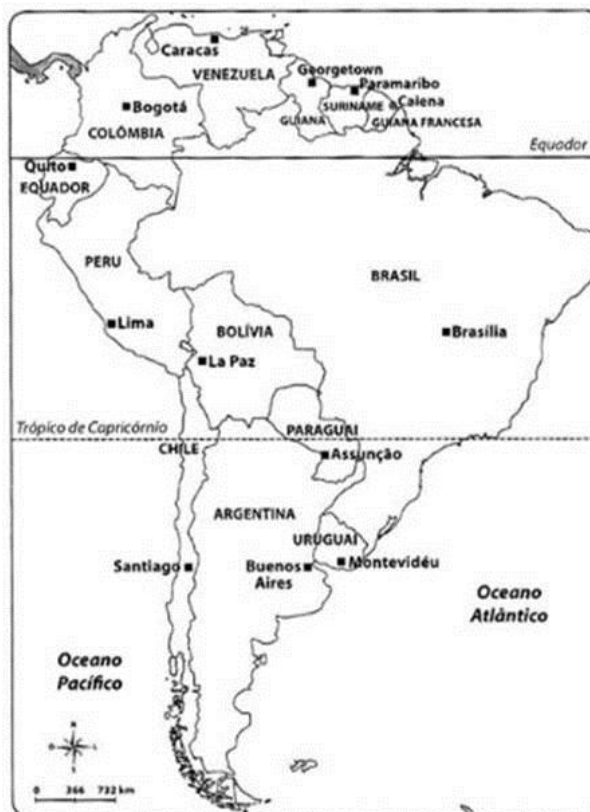 Caracas
VENEZUELA
Georgetown
Paramaribo
Caiena
SURINAME
GUIANA
GUIANA FRANCESA
Bogotá
COLÔMBIA
Equador
Quito
EQUADOR
PERU
BRASIL
Lima
BOLÍVIA
Brasília
La Paz
Trópico de Capricórnio
PARAGUAI
CHILE
Assunção
ARGENTINA
URUGUAI
Santiago
Buenos
Aires
Montevidéu
Oceano
Atlântico
Oceano
Pacífico
N
O L
S
0 366 732 km